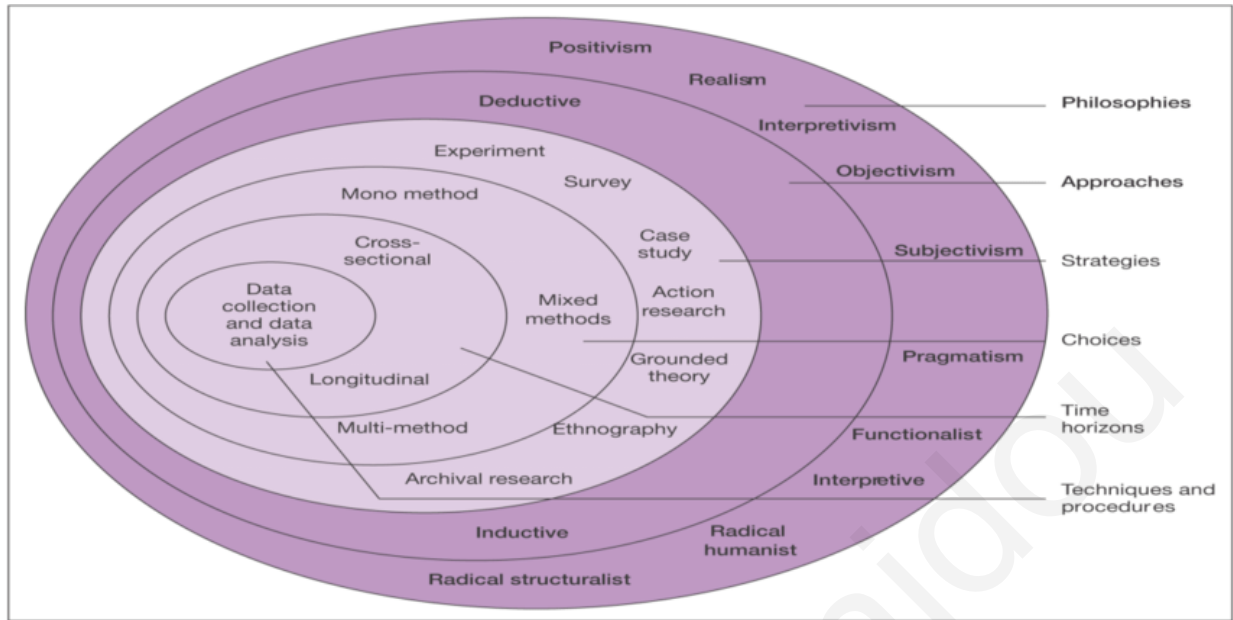 Positivism
Realism
Deductive
Philosophies
Interpretivism
Experiment
Objectivism
Survey
Approaches
Mono method
Case
study
Cross-
sectional
Subjectivism
Strategies
Data
collection
and data
analysis
Mixed
methods
Action
research
Choices
Grounded
theory
Pragmatism
Longitudinal
Time
horizons
Multi-method
Ethnography
Functionalist
Archival research
Interpretive
Techniques and
procedures
Inductive
Radical
humanist
Radical structuralist